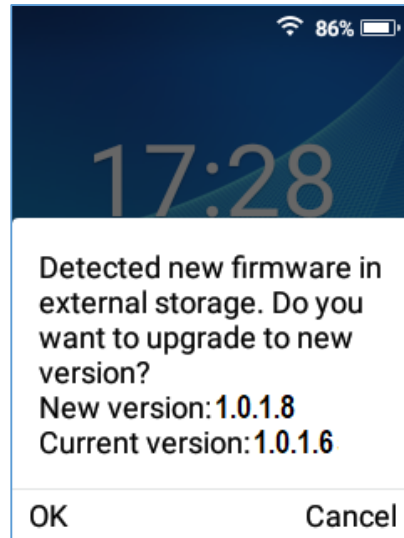 86%
17:28
Detected new firmware in
external storage. Do you
want to upgrade to new
version?
New version:1.0.1.8
Current version:1.0.1.6
OK Cancel